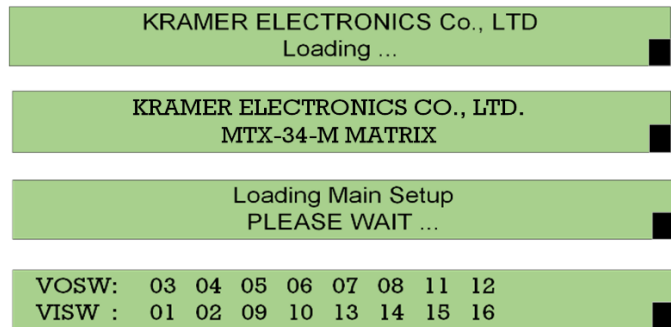 KRAMER ELECTRONICS Co., LTD
Loading ...
KRAMER ELECTRONICS CO., LTD.
MTX-34-M MATRIX
Loading Main Setup
PLEASE WAIT ...
VOSW: 03 04 05 06 07 08 11 12
VISW : 01 02 09 10 13 14 15 16